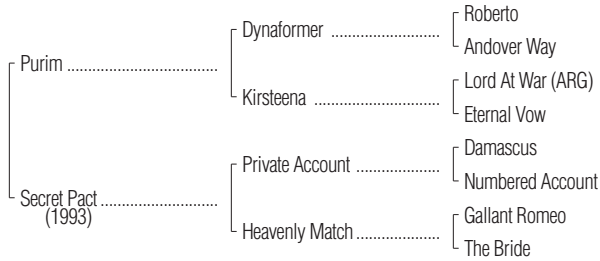 Roberto
Dynaformer ..........................
Andover Way
Purim ....................................
Lord At War (ARG)
Kirsteena ..............................
Eternal Vow
Damascus
Private Account ....................
Numbered Account
Secret Pact ............................
(1993)
Gallant Romeo
Heavenly Match ....................
The Bride